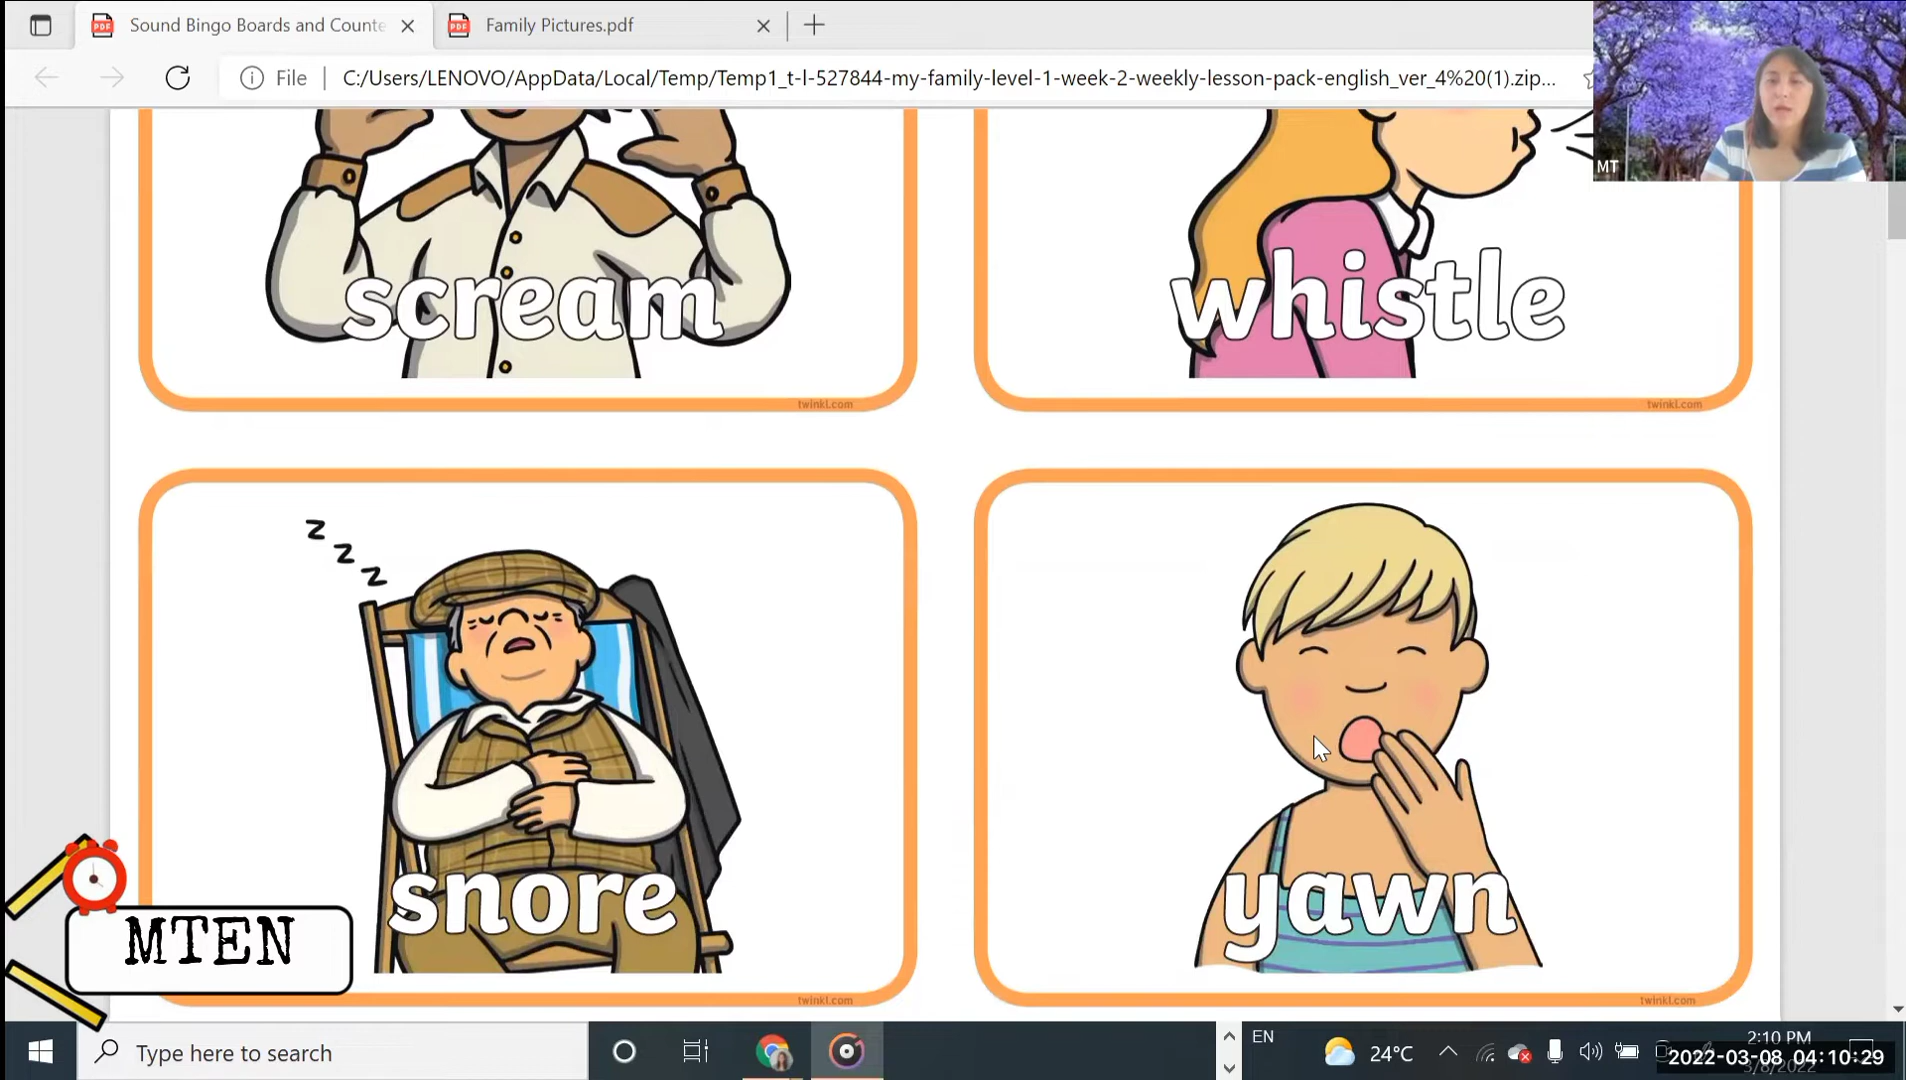 Sound Bingo Boards and Counte
Family Pictures.pdf
File
C:/Users/LENOVO/AppData/Local/Temp/Temp1_t-l-527844-my-family-level-1-week-2-weekly-lesson-pack-english_ver_4%20(1).zip...
MT
scream
whistle
twinkl.com
twinkl.com
z
z
z
snore
yawn
twinkl.com
twinkl.com
MTEN
Type here to search
EN
24°C
2:10 PM
3/8/2022
2022-03-08 04:10:29